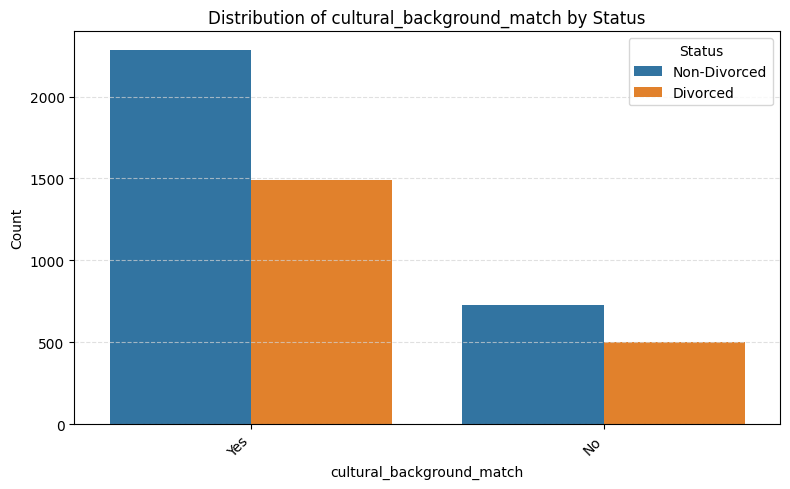 Distribution of cultural_background_match by Status
Status
Non-Divorced
Divorced
Count
2000
1500
1000
500
0
Yes
No
cultural_background_match